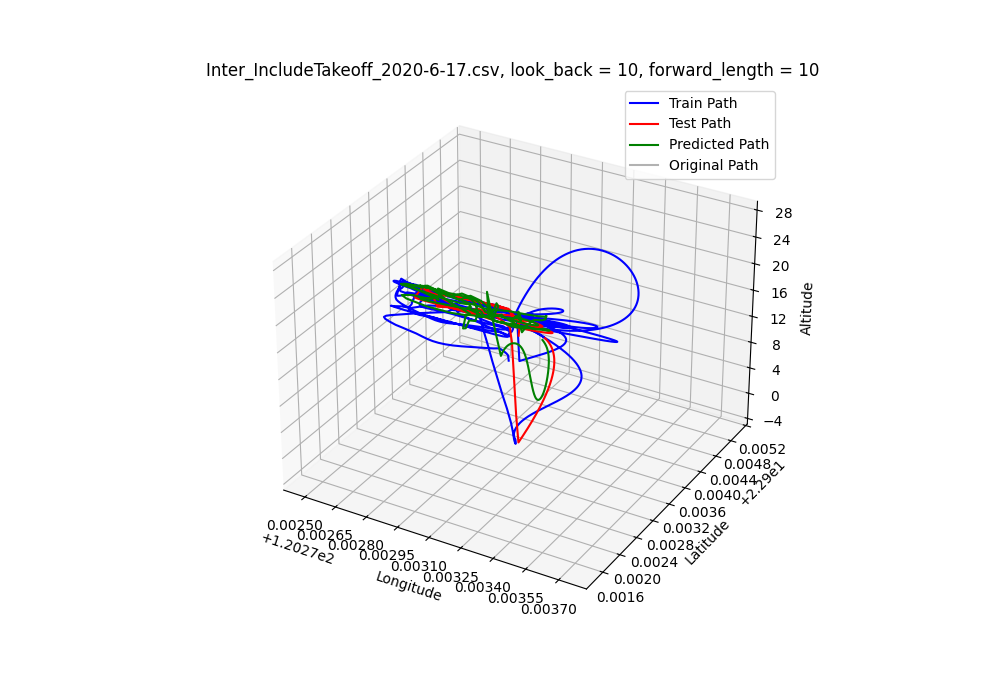 Inter_IncludeTakeoff_2020-6-17.csv, look_back = 10, forward_length = 10
Train Path
Test Path
Predicted Path
Original Path
28
24
20
16
12
8
4
0
−4
Altitude
0.0052
0.0048
0.0044
0.0040
0.0036
0.0032
0.0028
0.0024
0.0020
0.0016
+2.29e1
Latitude
0.00250
0.00265
0.00280
0.00295
0.00310
0.00325
0.00340
0.00355
0.00370
+1.2027e2
Longitude